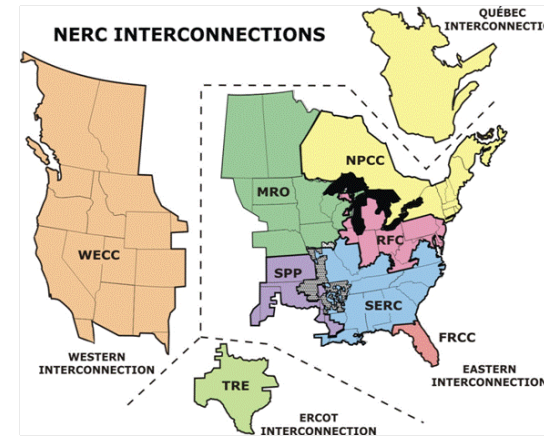 QUÉBEC
INTERCONNECTION
NERC INTERCONNECTIONS
NPCC
MRO
RFC
WECC
SPP
SERC
FRCC
WESTERN
INTERCONNECTION
EASTERN
INTERCONNECTION
TRE
ERCOT
INTERCONNECTION